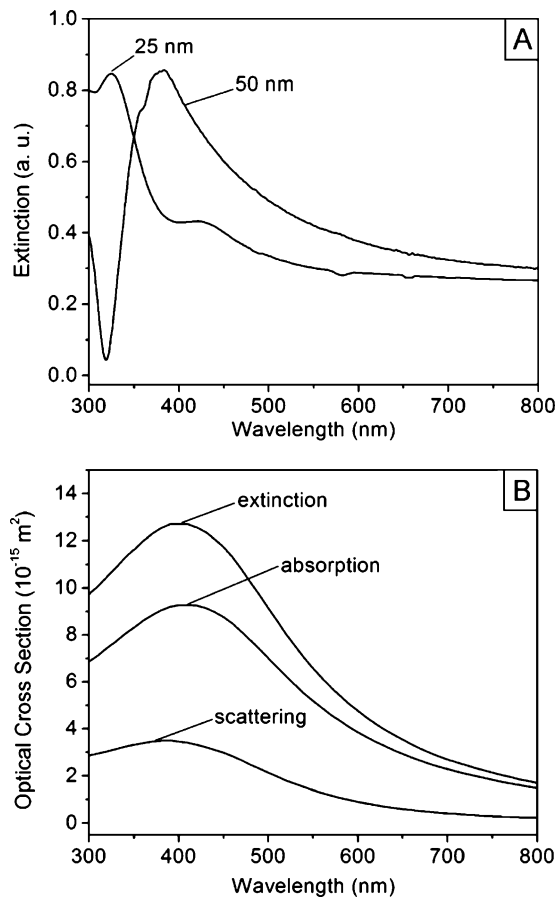 A
25 nm
50 nm
Extinction (a. u.)
1.0
0.8
0.6
0.4
0.2
0.0
300 400 500 600 700 800
Wavelength (nm)
B
extinction
absorption
scattering
Optical Cross Section (10⁻¹⁵ m²)
14
12
10
8
6
4
2
0
300 400 500 600 700 800
Wavelength (nm)